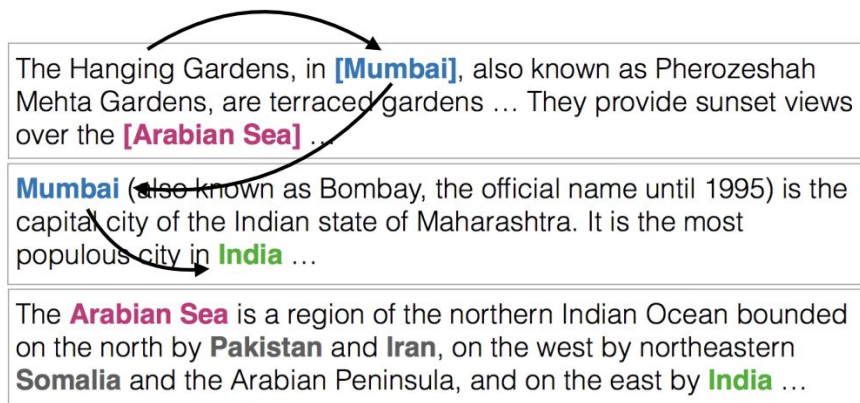 The Hanging Gardens, in [Mumbai], also known as Pherozeshah
Mehta Gardens, are terraced gardens … They provide sunset views
over the [Arabian Sea] …
Mumbai (also known as Bombay, the official name until 1995) is the
capital city of the Indian state of Maharashtra. It is the most
populous city in India …
The Arabian Sea is a region of the northern Indian Ocean bounded
on the north by Pakistan and Iran, on the west by northeastern
Somalia and the Arabian Peninsula, and on the east by India …